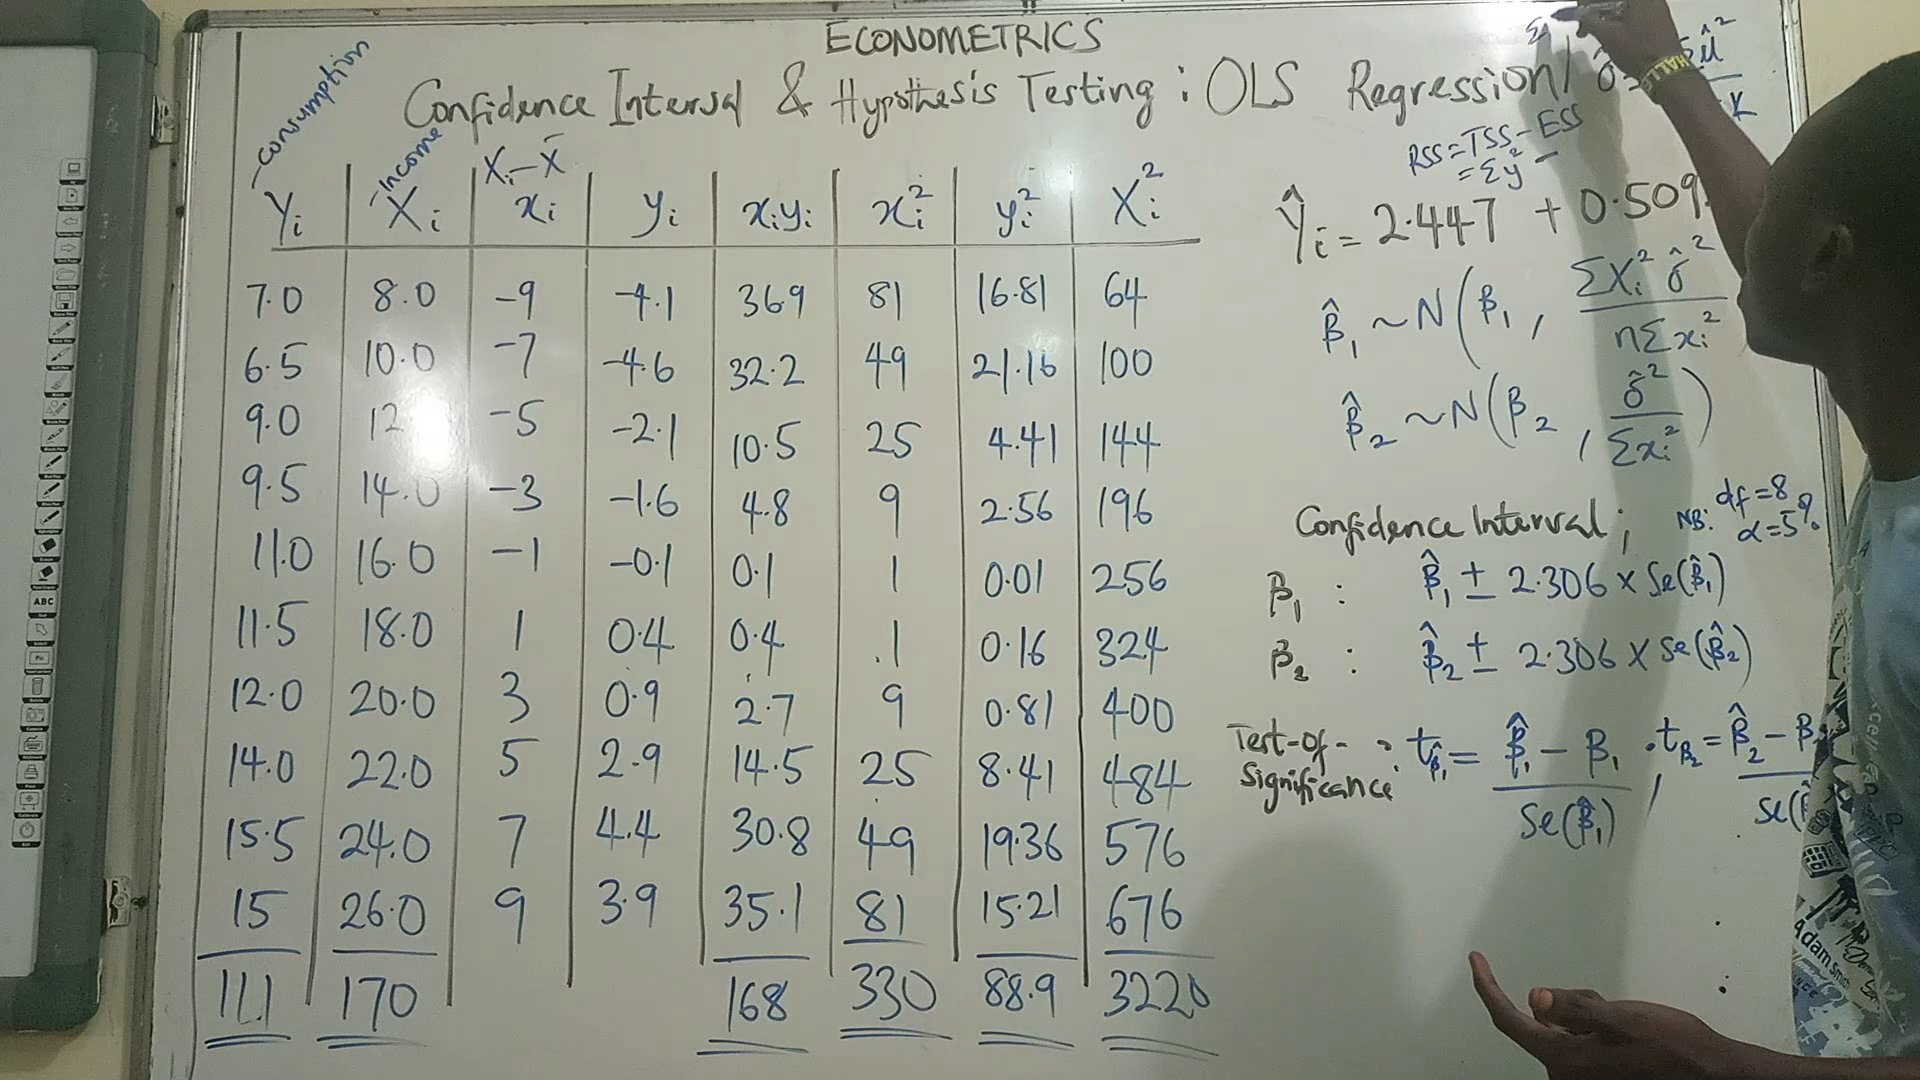 ECONOMETRICS
Confidence Interval & Hypothesis Testing : OLS Regression
RSS = TSS - ESS
= Σy² -
Consumption
Income
Xᵢ - X̄
Yᵢ Xᵢ xᵢ yᵢ xᵢyᵢ xᵢ² yᵢ² Xᵢ²
7.0 8.0 -9 -4.1 36.9 81 16.81 64
6.5 10.0 -7 -4.6 32.2 49 21.16 100
9.0 12 -5 -2.1 10.5 25 4.41 144
9.5 14.0 -3 -1.6 4.8 9 2.56 196
11.0 16.0 -1 -0.1 0.1 1 0.01 256
11.5 18.0 1 0.4 0.4 1 0.16 324
12.0 20.0 3 0.9 2.7 9 0.81 400
14.0 22.0 5 2.9 14.5 25 8.41 484
15.5 24.0 7 4.4 30.8 49 19.36 576
15 26.0 9 3.9 35.1 81 15.21 676
111 170 168 330 88.9 3220
Ŷᵢ = 2.447 + 0.509
β̂₁ ~ N(β₁, ΣXᵢ² σ̂² / nΣxᵢ²
β̂₂ ~ N(β₂, σ̂² / Σxᵢ²)
Confidence Interval;
NB: df = 8
α = 5%
β₁ : β̂₁ ± 2.306 × Se(β̂₁)
β₂ : β̂₂ ± 2.306 × Se(β̂₂)
Test-of-Significance : t_β̂₁ = β̂₁ - β₁ / Se(β̂₁), t_β₂ = β̂₂ - β / Se(
ABC
Adam Smi